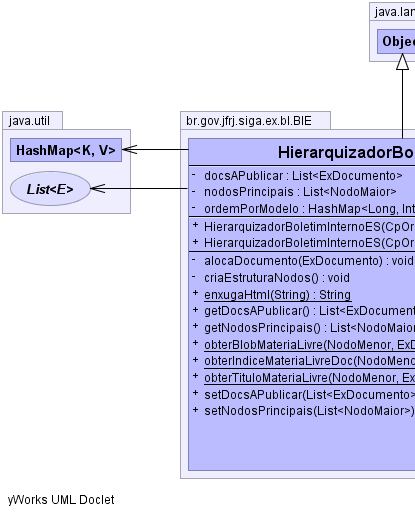 java.lan
Objec
java.util
HashMap<K, V>
List<E>
br.gov.jfrj.siga.ex.bl.BIE
HierarquizadorBo
- docsAPublicar : List<ExDocumento>
- nodosPrincipais : List<NodoMaior>
- ordemPorModelo : HashMap<Long, Int
+ HierarquizadorBoletimInternoES(CpOr
+ HierarquizadorBoletimInternoES(CpOr
- alocaDocumento(ExDocumento) : void
- criaEstruturaNodos() : void
+ enxugaHtml(String) : String
+ getDocsAPublicar() : List<ExDocument
+ getNodosPrincipais() : List<NodoMaior
+ obterBlobMateriaLivre(NodoMenor, ExD
+ obterIndiceMateriaLivreDoc(NodoMeno
+ obterTituloMateriaLivre(NodoMenor, Ex
+ setDocsAPublicar(List<ExDocumento>
+ setNodosPrincipais(List<NodoMaior>)
yWorks UML Doclet